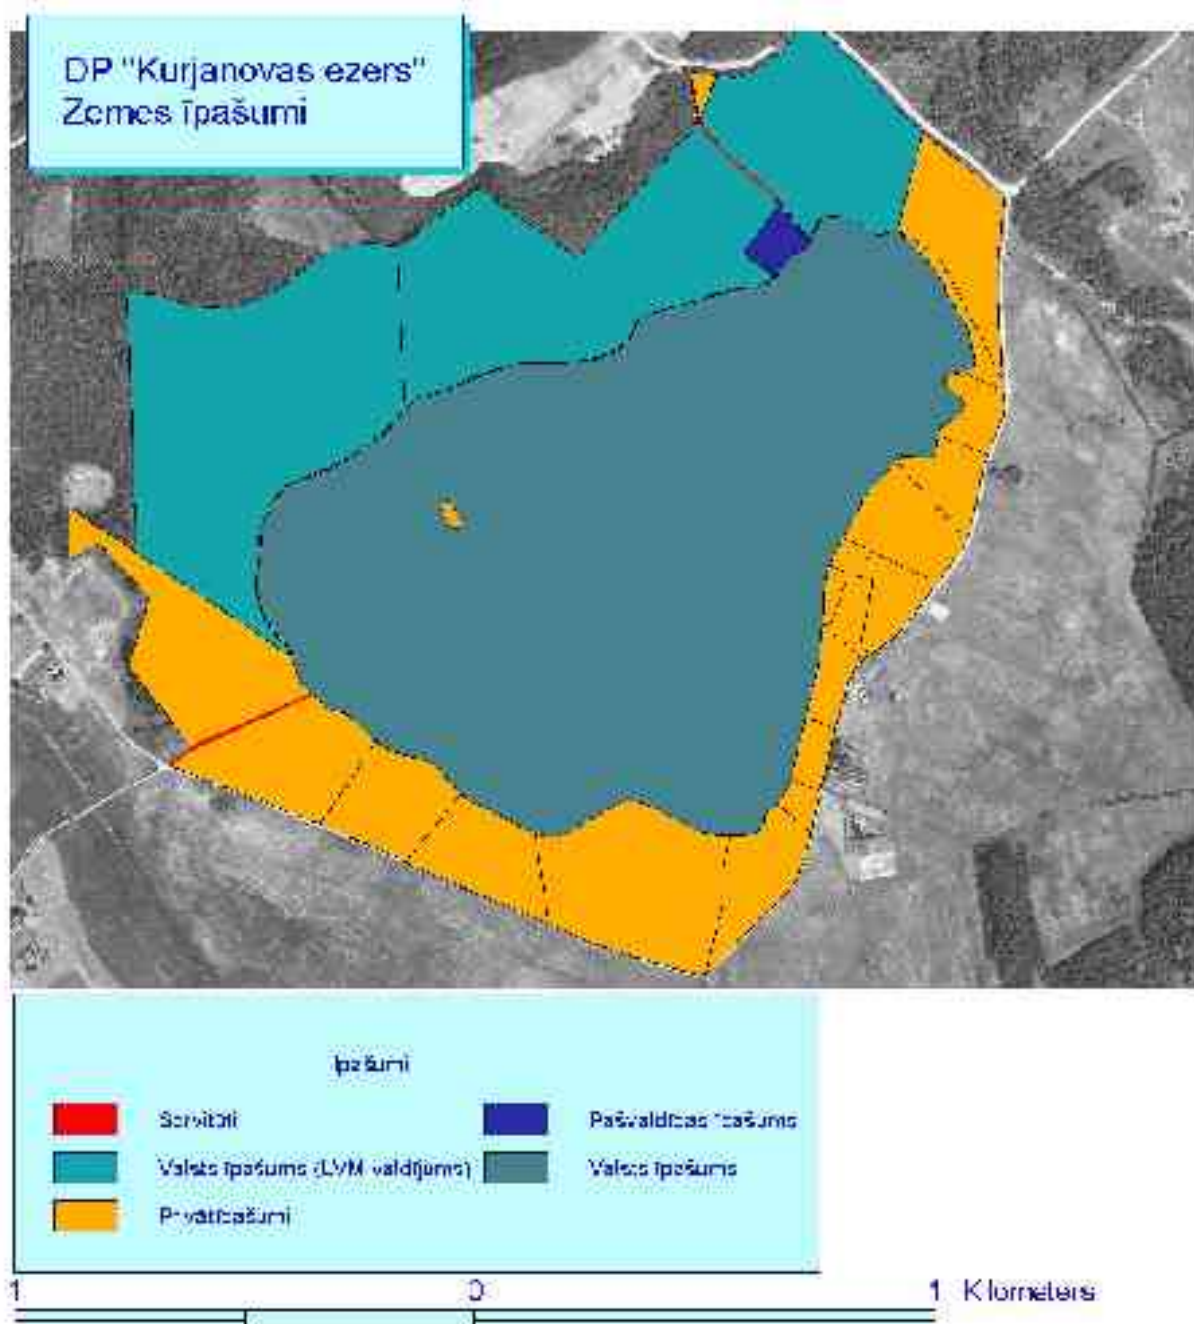 DP "Kurjanovas ezers"
Zemes īpašumi
Īpašumi
Servitūti
Pašvaldības īpašums
Valsts īpašums (LVM valdījums)
Valsts īpašums
Privātīpašumi
1 0 1 Kilometers